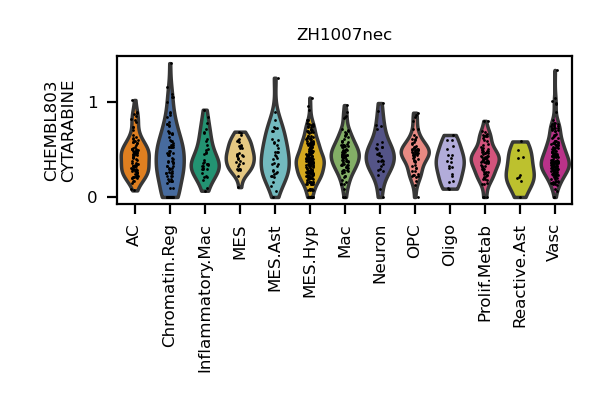 ZH1007nec
CHEMBL803
CYTARABINE
1
0
AC
Chromatin.Reg
Inflammatory.Mac
MES
MES.Ast
MES.Hyp
Mac
Neuron
OPC
Oligo
Prolif.Metab
Reactive.Ast
Vasc